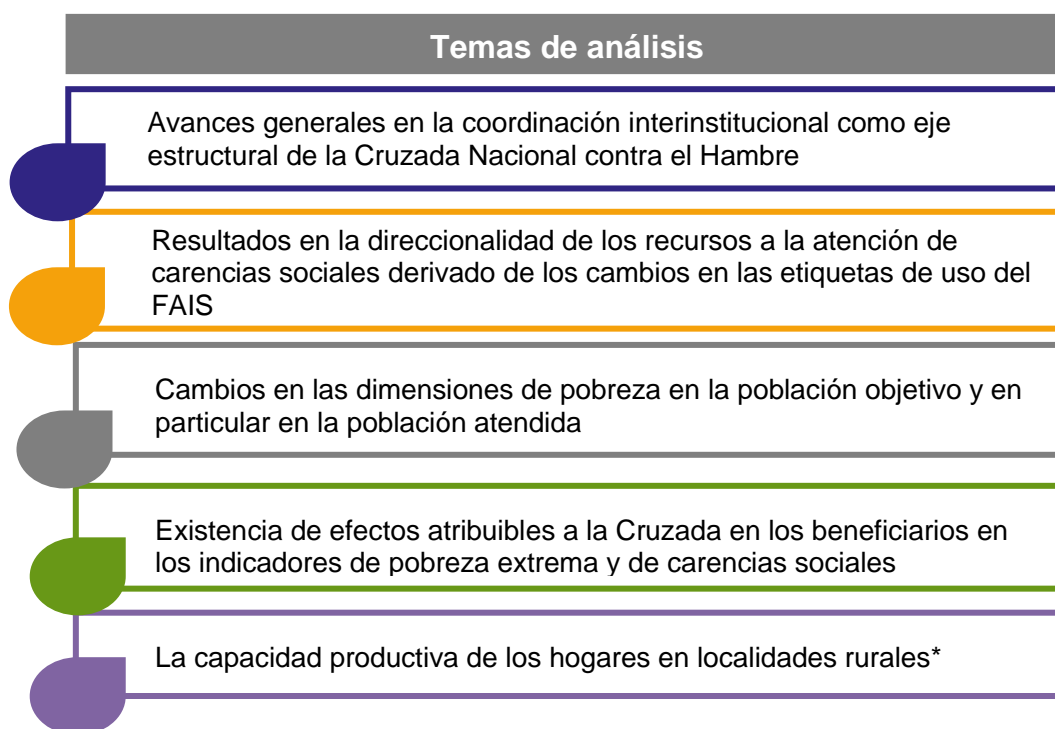 Temas de análisis
Avances generales en la coordinación interinstitucional como eje
estructural de la Cruzada Nacional contra el Hambre
Resultados en la direccionalidad de los recursos a la atención de
carencias sociales derivado de los cambios en las etiquetas de uso del
FAIS
Cambios en las dimensiones de pobreza en la población objetivo y en
particular en la población atendida
Existencia de efectos atribuibles a la Cruzada en los beneficiarios en
los indicadores de pobreza extrema y de carencias sociales
La capacidad productiva de los hogares en localidades rurales*